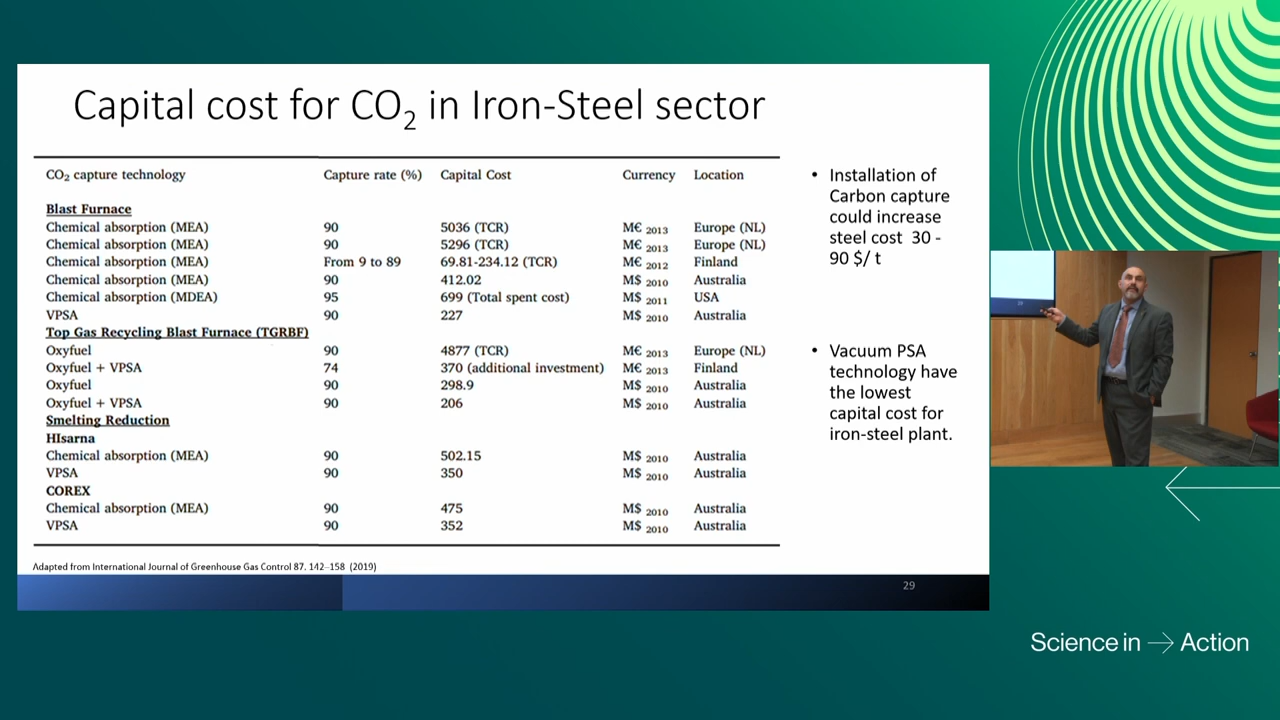 Capital cost for CO2 in Iron-Steel sector
CO2 capture technology Capture rate (%) Capital Cost Currency Location
Blast Furnace
Chemical absorption (MEA) 90 5036 (TCR) M€ 2013 Europe (NL)
Chemical absorption (MEA) 90 5296 (TCR) M€ 2013 Europe (NL)
Chemical absorption (MEA) From 9 to 89 69.81-234.12 (TCR) M€ 2012 Finland
Chemical absorption (MEA) 90 412.02 M$ 2010 Australia
Chemical absorption (MDEA) 95 699 (Total spent cost) M$ 2011 USA
VPSA 90 227 M$ 2010 Australia
Top Gas Recycling Blast Furnace (TGRBF)
Oxyfuel 90 4877 (TCR) M€ 2013 Europe (NL)
Oxyfuel + VPSA 74 370 (additional investment) M€ 2013 Finland
Oxyfuel 90 298.9 M$ 2010 Australia
Oxyfuel + VPSA 90 206 M$ 2010 Australia
Smelting Reduction
HIsarna
Chemical absorption (MEA) 90 502.15 M$ 2010 Australia
VPSA 90 350 M$ 2010 Australia
COREX
Chemical absorption (MEA) 90 475 M$ 2010 Australia
VPSA 90 352 M$ 2010 Australia
Adapted from International Journal of Greenhouse Gas Control 87. 142–158 (2019)
• Installation of
Carbon capture
could increase
steel cost 30 -
90 $/ t
• Vacuum PSA
technology have
the lowest
capital cost for
iron-steel plant.
29
Science in → Action